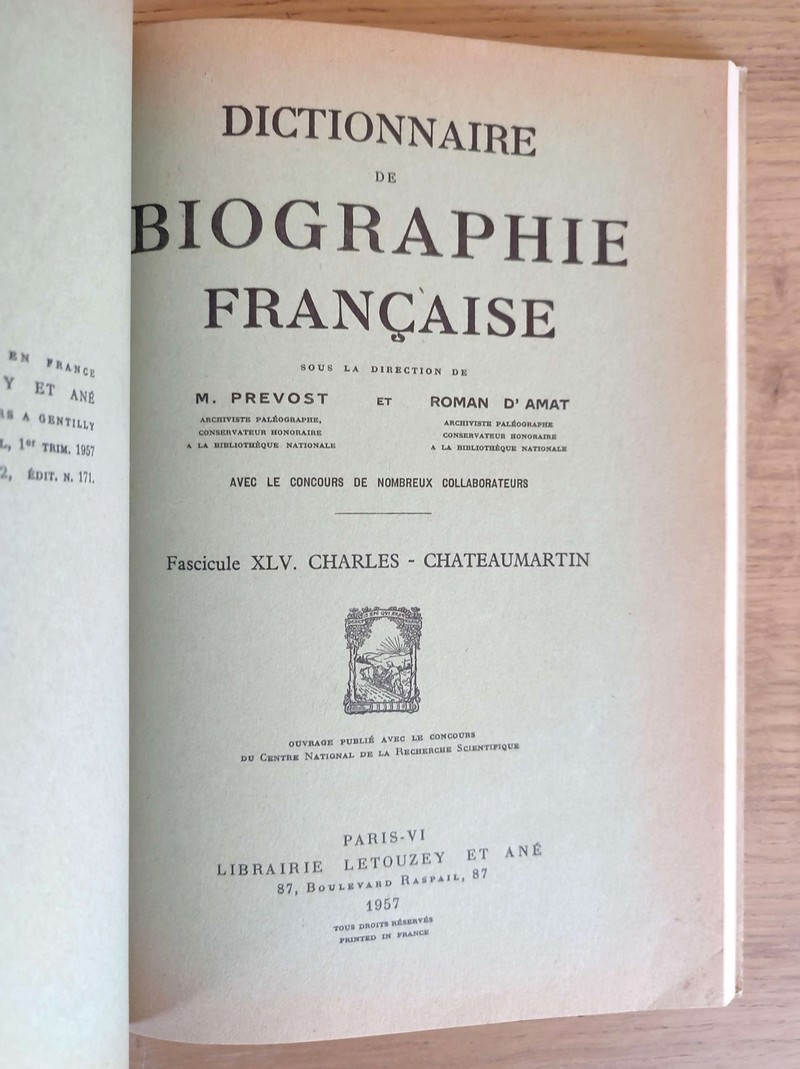 EN FRANCE
Y ET ANÉ
RS A GENTILLY
L, 1er TRIM. 1957
2, ÉDIT. N. 171.
DICTIONNAIRE
DE
BIOGRAPHIE
FRANÇAISE
SOUS LA DIRECTION DE
M. PREVOST ET ROMAN D'AMAT
ARCHIVISTE PALÉOGRAPHE, ARCHIVISTE PALÉOGRAPHE
CONSERVATEUR HONORAIRE CONSERVATEUR HONORAIRE
A LA BIBLIOTHÈQUE NATIONALE A LA BIBLIOTHÈQUE NATIONALE
AVEC LE CONCOURS DE NOMBREUX COLLABORATEURS
Fascicule XLV. CHARLES - CHATEAUMARTIN
OUVRAGE PUBLIÉ AVEC LE CONCOURS
DU CENTRE NATIONAL DE LA RECHERCHE SCIENTIFIQUE
PARIS-VI
LIBRAIRIE LETOUZEY ET ANÉ
87, BOULEVARD RASPAIL, 87
1957
TOUS DROITS RÉSERVÉS
PRINTED IN FRANCE